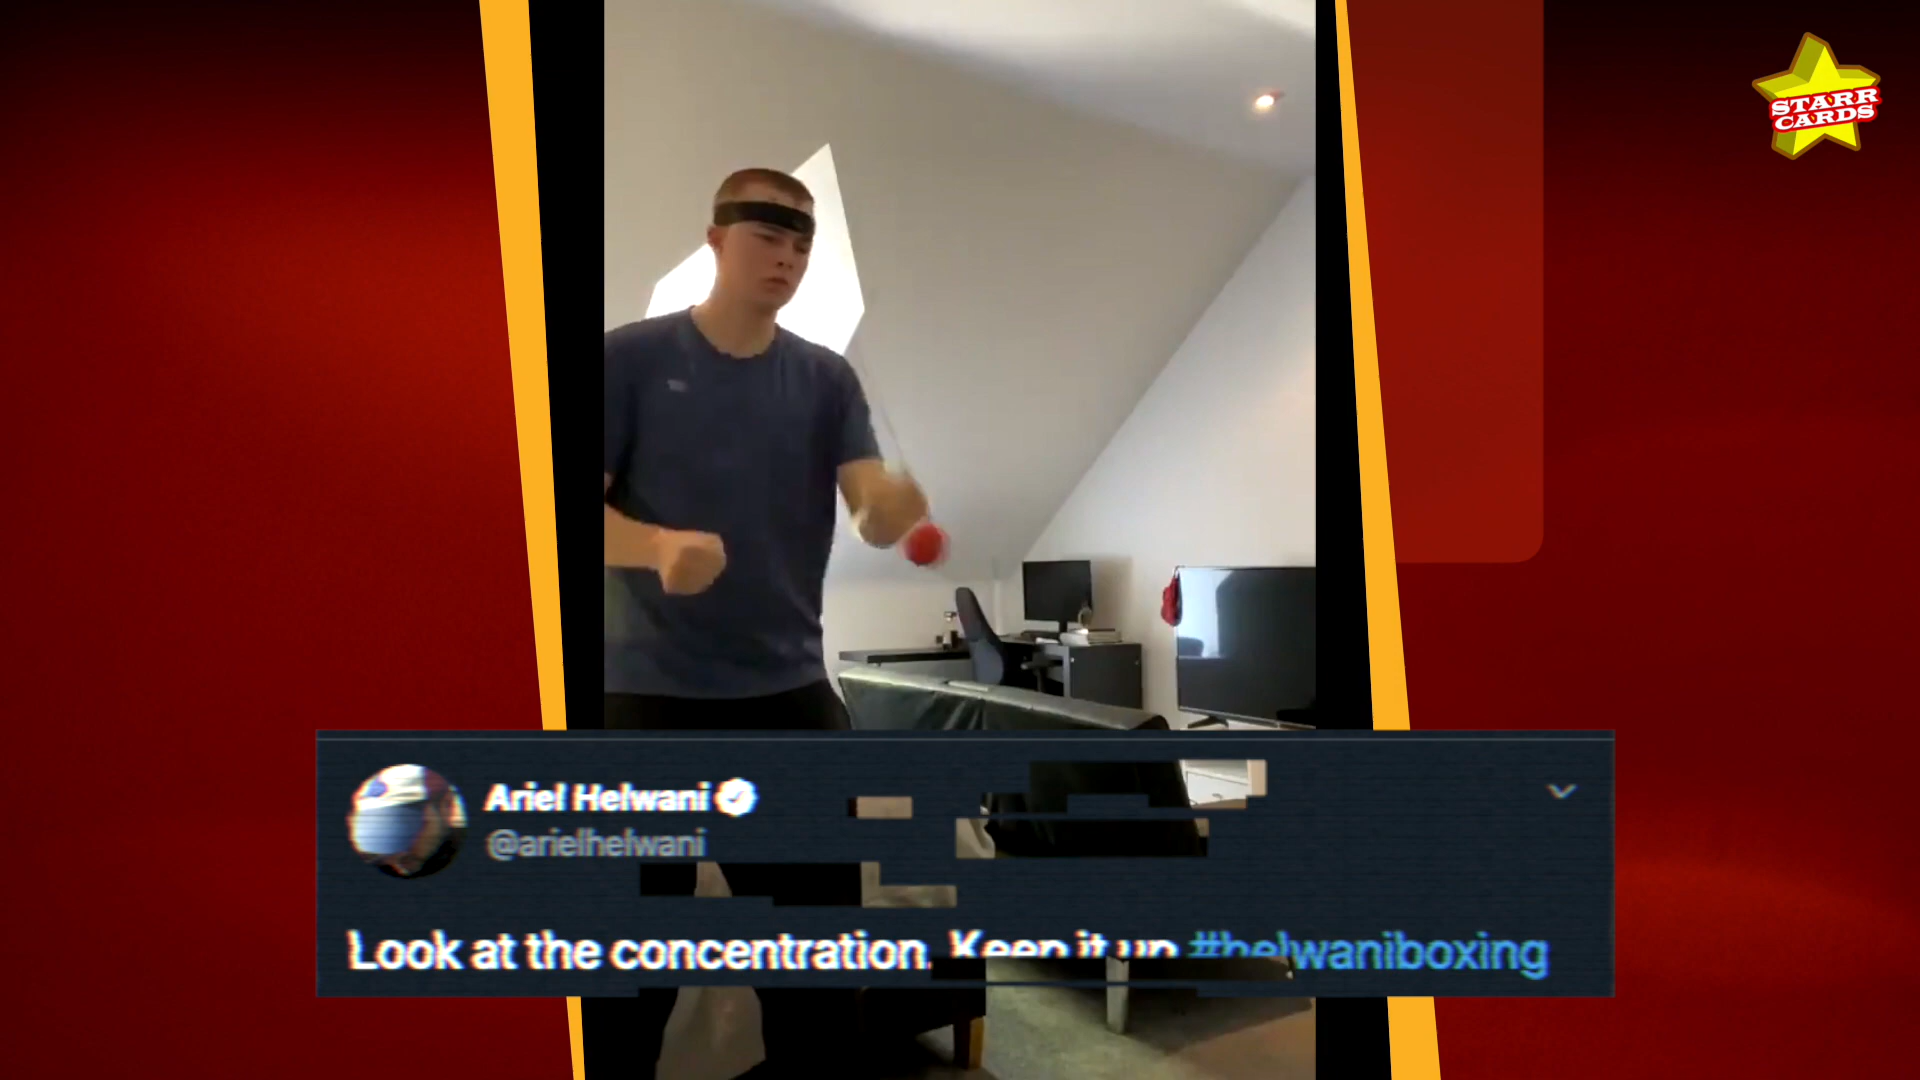 STARR
CARDS
Ariel Helwani
@arielhelwani
Look at the concentration. Keep it up #helwaniboxing